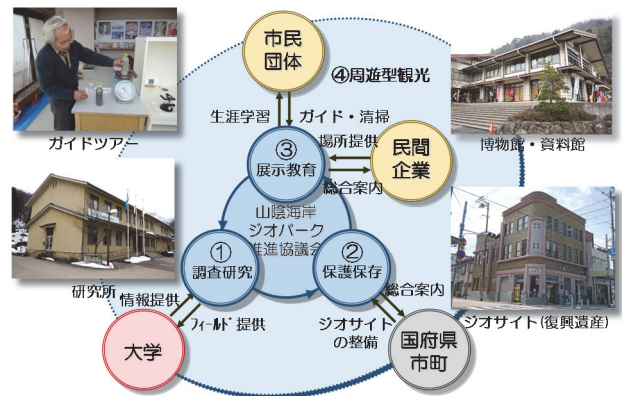 市民
団体
④周遊型観光
生涯学習
ガイド・清掃
ガイドツアー
場所提供
③
展示教育
民間
企業
総合案内
博物館・資料館
山陰海岸
ジオパーク
推進協議会
①
調査研究
②
保護保存
研究所
情報提供
フィールド提供
総合案内
ジオサイト
の整備
ジオサイト(復興遺産)
大学
国府県
市町